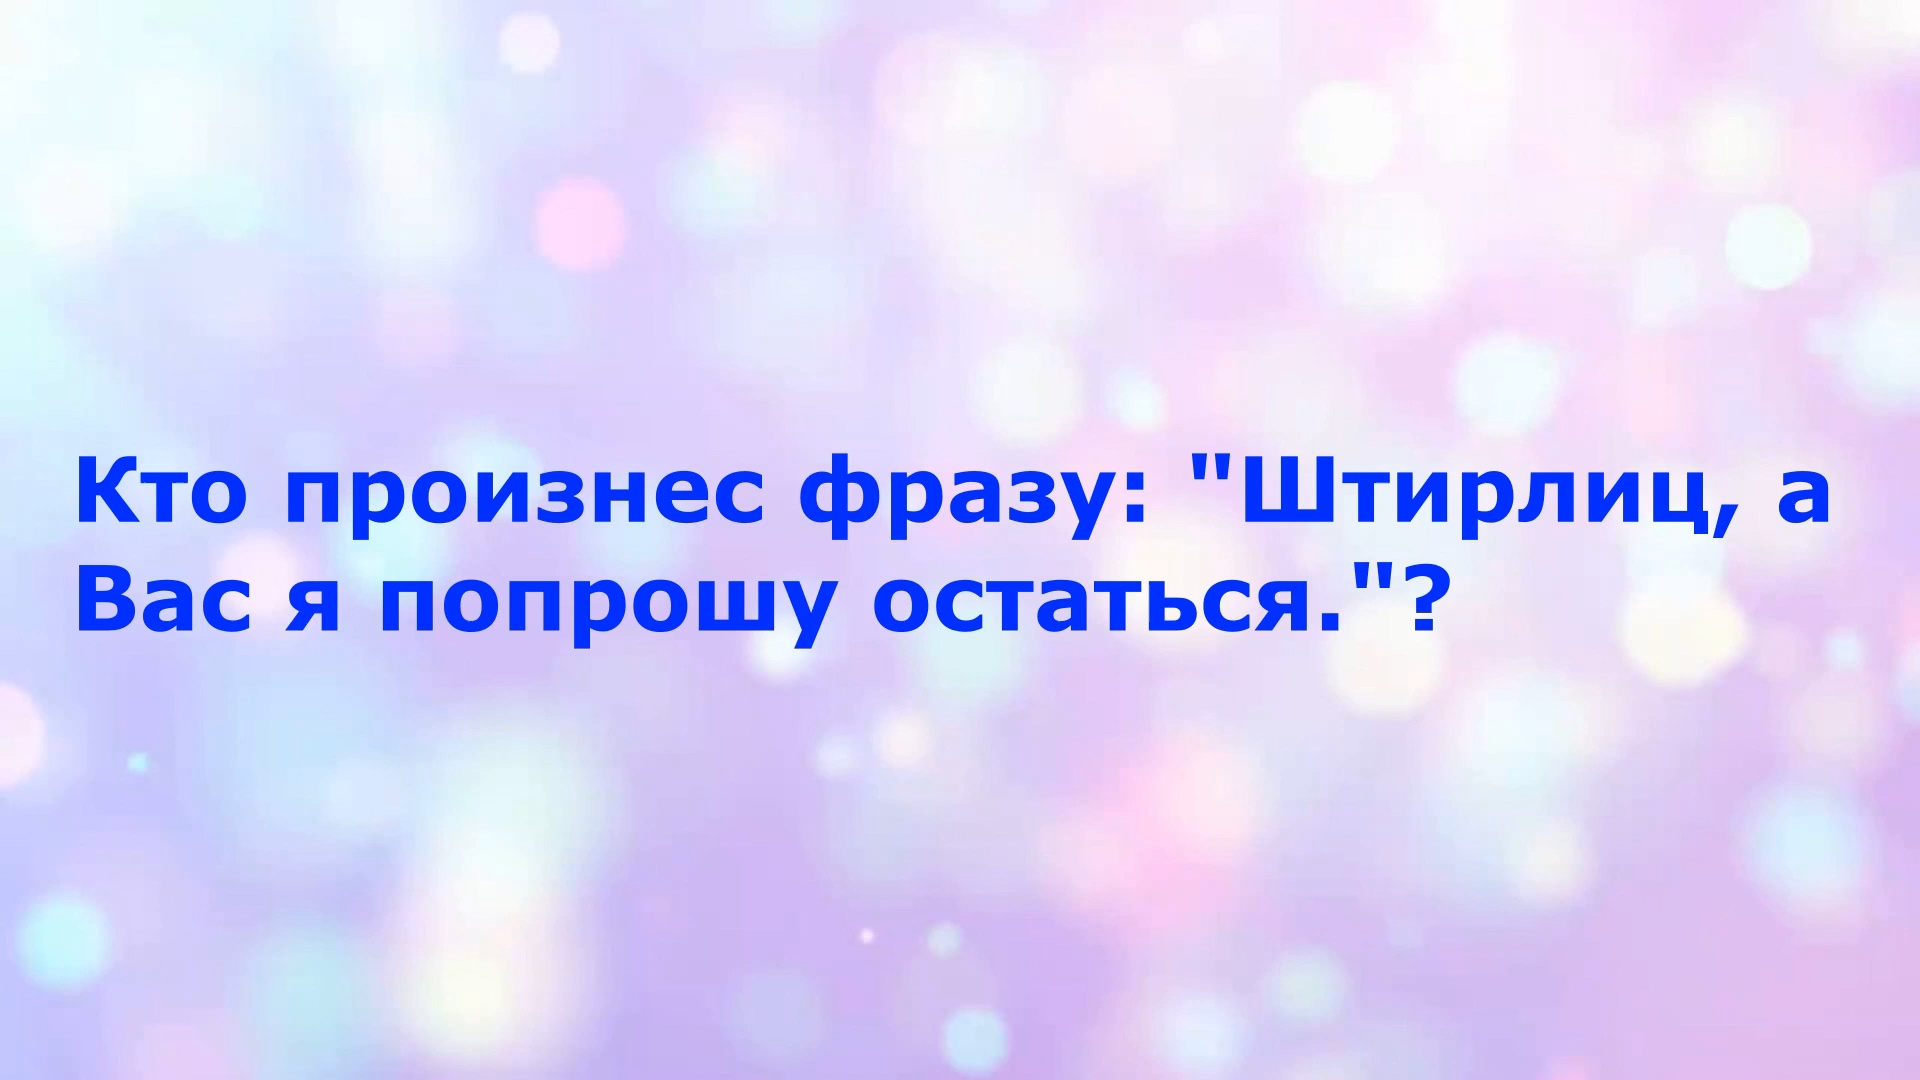 Кто произнес фразу: "Штирлиц, а
Вас я попрошу остаться."?